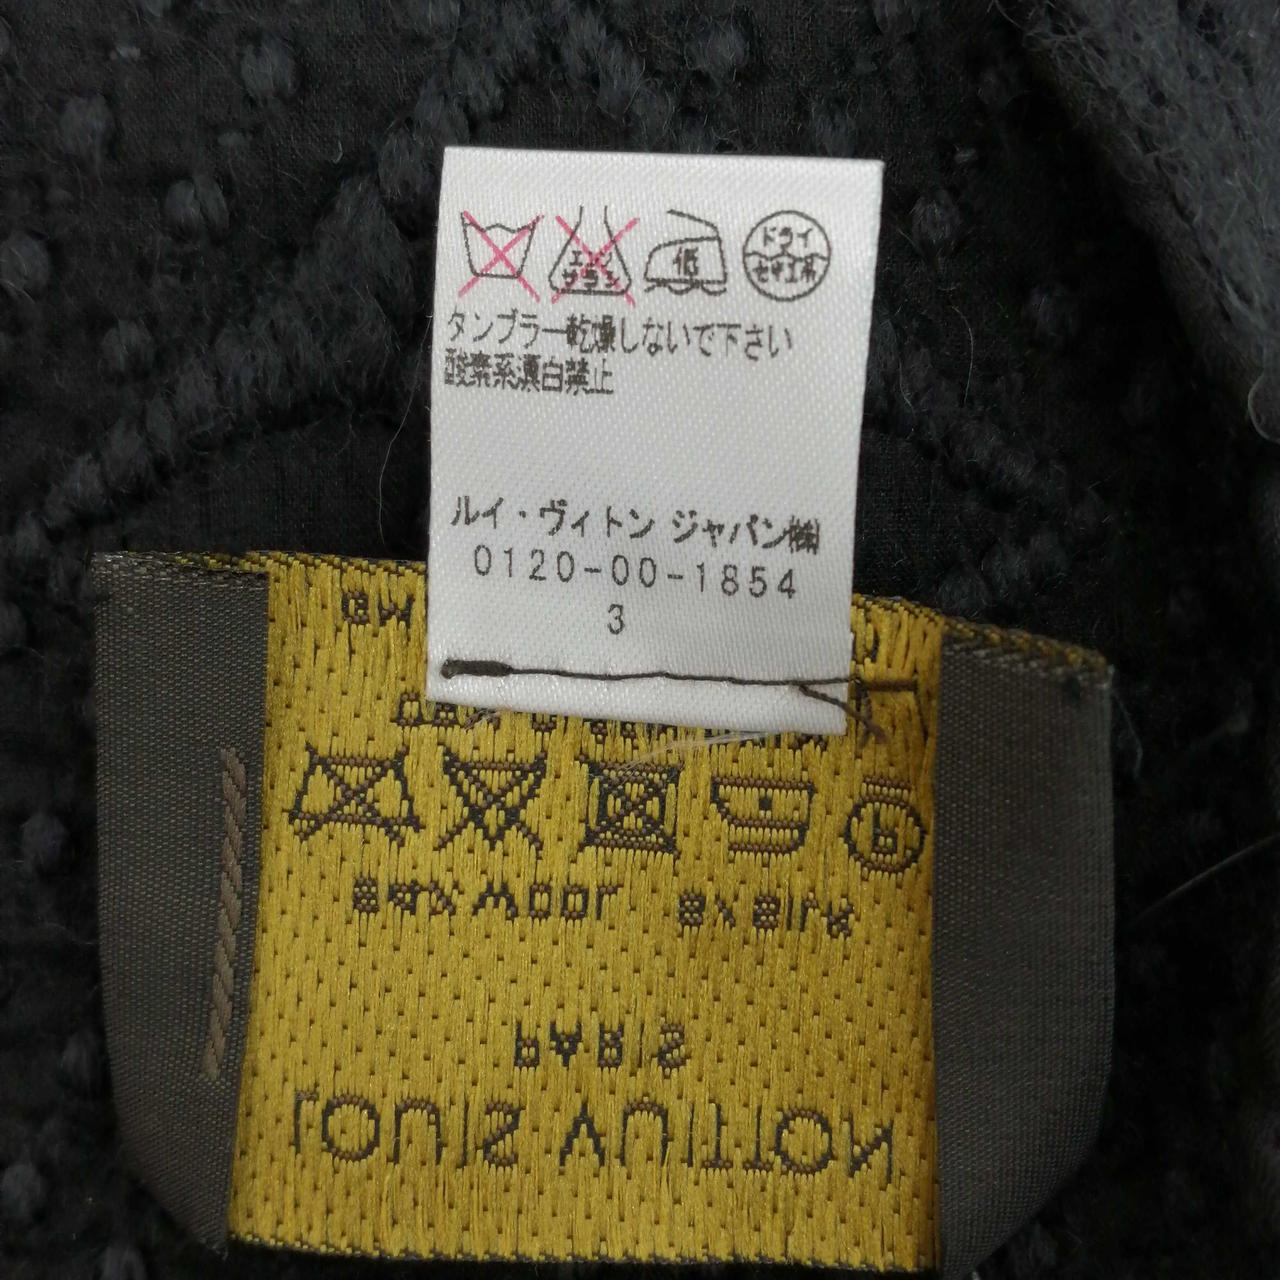 エンソサラシ
低
ドライ
セキユ系
タンブラー乾燥しないで下さい
酸素系漂白禁止
ルイ・ヴィトン ジャパン㈱
0120-00-1854
3
85% WOOL
PARIS
LOUIS VUITTON